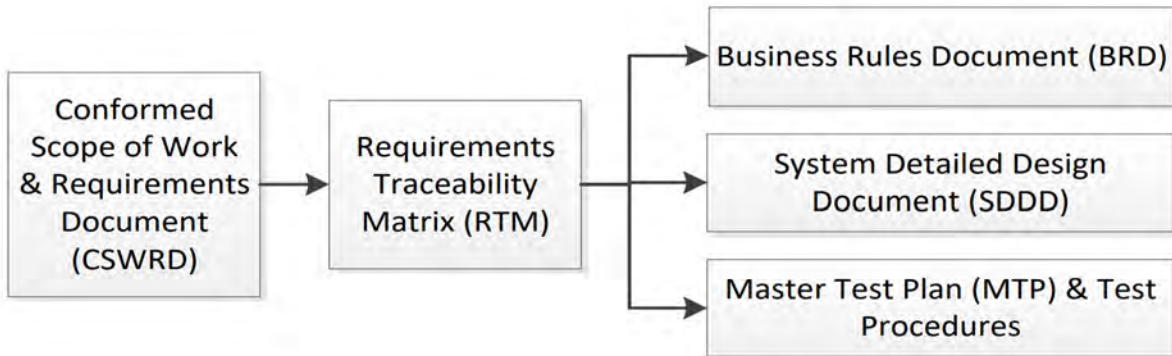 Conformed
Scope of Work
& Requirements
Document
(CSWRD)
Requirements
Traceability
Matrix (RTM)
Business Rules Document (BRD)
System Detailed Design
Document (SDDD)
Master Test Plan (MTP) & Test
Procedures